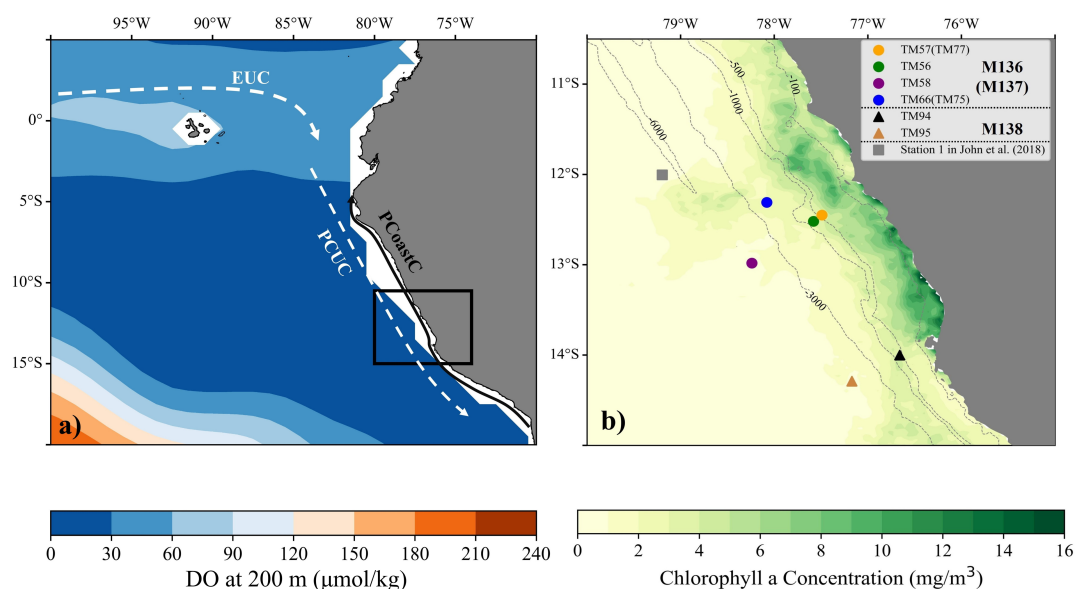 95°W 90°W 85°W 80°W 75°W
0°
5°S
10°S
15°S
EUC
PCUC
PCoastC
a)
0 30 60 90 120 150 180 210 240
DO at 200 m (μmol/kg)
79°W 78°W 77°W 76°W
11°S
12°S
13°S
14°S
-6000
-500
-1000
-100
-3000
TM57(TM77)
TM56
TM58
TM66(TM75)
M136
(M137)
TM94
TM95
M138
Station 1 in John et al. (2018)
b)
0 2 4 6 8 10 12 14 16
Chlorophyll a Concentration (mg/m³)